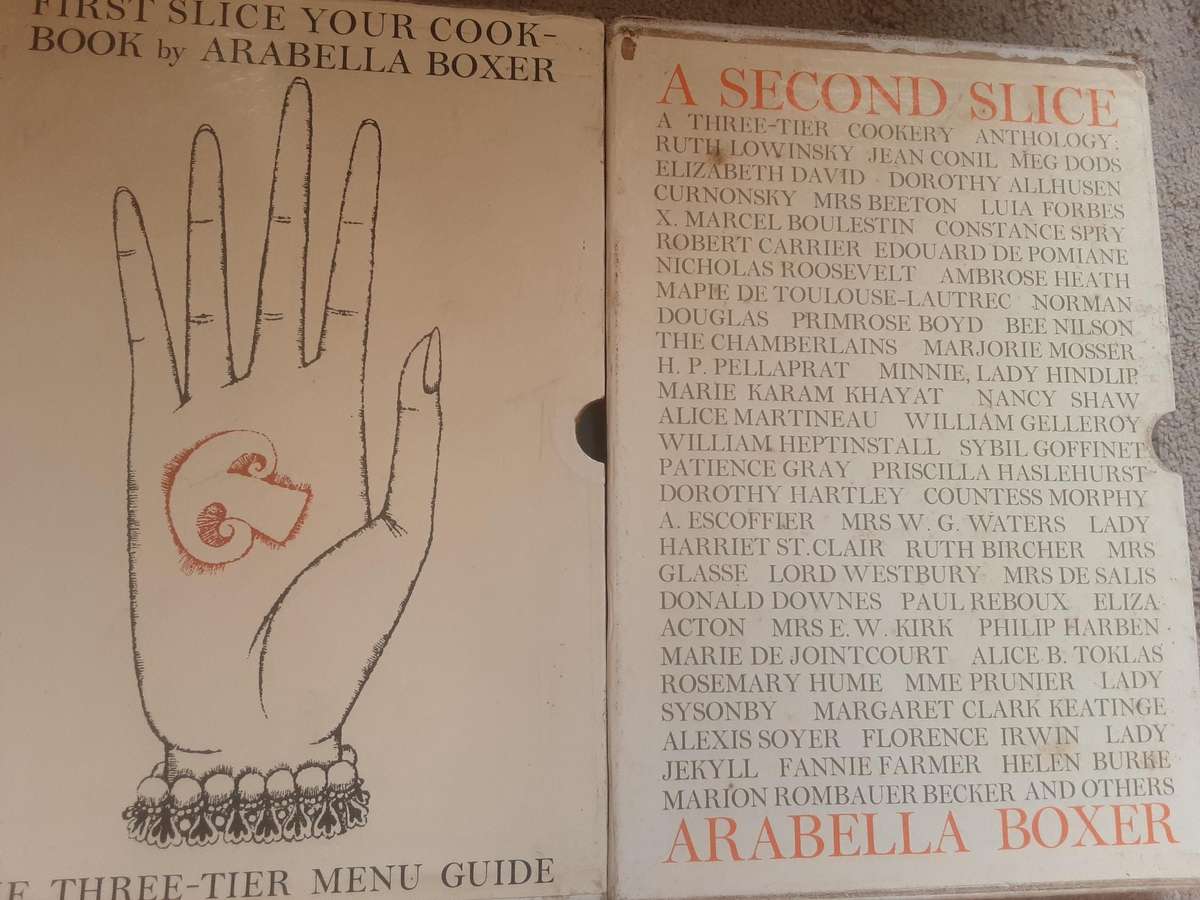 FIRST SLICE YOUR COOK-
BOOK by ARABELLA BOXER
THREE-TIER MENU GUIDE
A SECOND SLICE
A THREE-TIER COOKERY ANTHOLOGY:
RUTH LOWINSKY JEAN CONIL MEG DODS
ELIZABETH DAVID DOROTHY ALLHUSEN
CURNONSKY MRS BEETON LUIA FORBES
X. MARCEL BOULESTIN CONSTANCE SPRY
ROBERT CARRIER EDOUARD DE POMIANE
NICHOLAS ROOSEVELT AMBROSE HEATH
MAPIE DE TOULOUSE-LAUTREC NORMAN
DOUGLAS PRIMROSE BOYD BEE NILSON
THE CHAMBERLAINS MARJORIE MOSSER
H. P. PELLAPRAT MINNIE, LADY HINDLIP
MARIE KARAM KHAYAT NANCY SHAW
ALICE MARTINEAU WILLIAM GELLEROY
WILLIAM HEPTINSTALL SYBIL GOFFINET
PATIENCE GRAY PRISCILLA HASLEHURST
DOROTHY HARTLEY COUNTESS MORPHY
A. ESCOFFIER MRS W. G. WATERS LADY
HARRIET ST. CLAIR RUTH BIRCHER MRS
GLASSE LORD WESTBURY MRS DE SALIS
DONALD DOWNES PAUL REBOUX ELIZA
ACTON MRS E. W. KIRK PHILIP HARBEN
MARIE DE JOINTCOURT ALICE B. TOKLAS
ROSEMARY HUME MME PRUNIER LADY
SYSONBY MARGARET CLARK KEATINGE
ALEXIS SOYER FLORENCE IRWIN LADY
JEKYLL FANNIE FARMER HELEN BURKE
MARION ROMBAUER BECKER AND OTHERS
ARABELLA BOXER